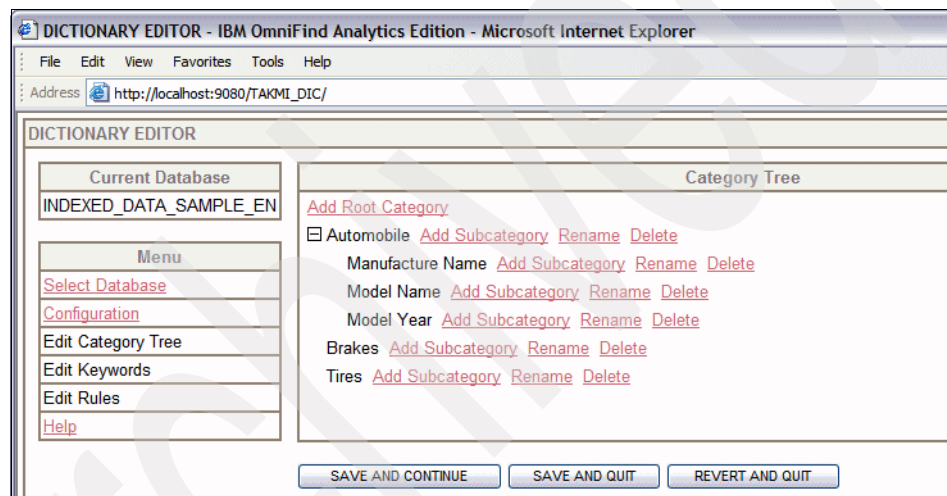 DICTIONARY EDITOR - IBM OmniFind Analytics Edition - Microsoft Internet Explorer
File Edit View Favorites Tools Help
Address http://localhost:9080/TAKMI_DIC/
DICTIONARY EDITOR
Current Database
INDEXED_DATA_SAMPLE_EN
Menu
Select Database
Configuration
Edit Category Tree
Edit Keywords
Edit Rules
Help
Category Tree
Add Root Category
Automobile Add Subcategory Rename Delete
Manufacture Name Add Subcategory Rename Delete
Model Name Add Subcategory Rename Delete
Model Year Add Subcategory Rename Delete
Brakes Add Subcategory Rename Delete
Tires Add Subcategory Rename Delete
SAVE AND CONTINUE SAVE AND QUIT REVERT AND QUIT